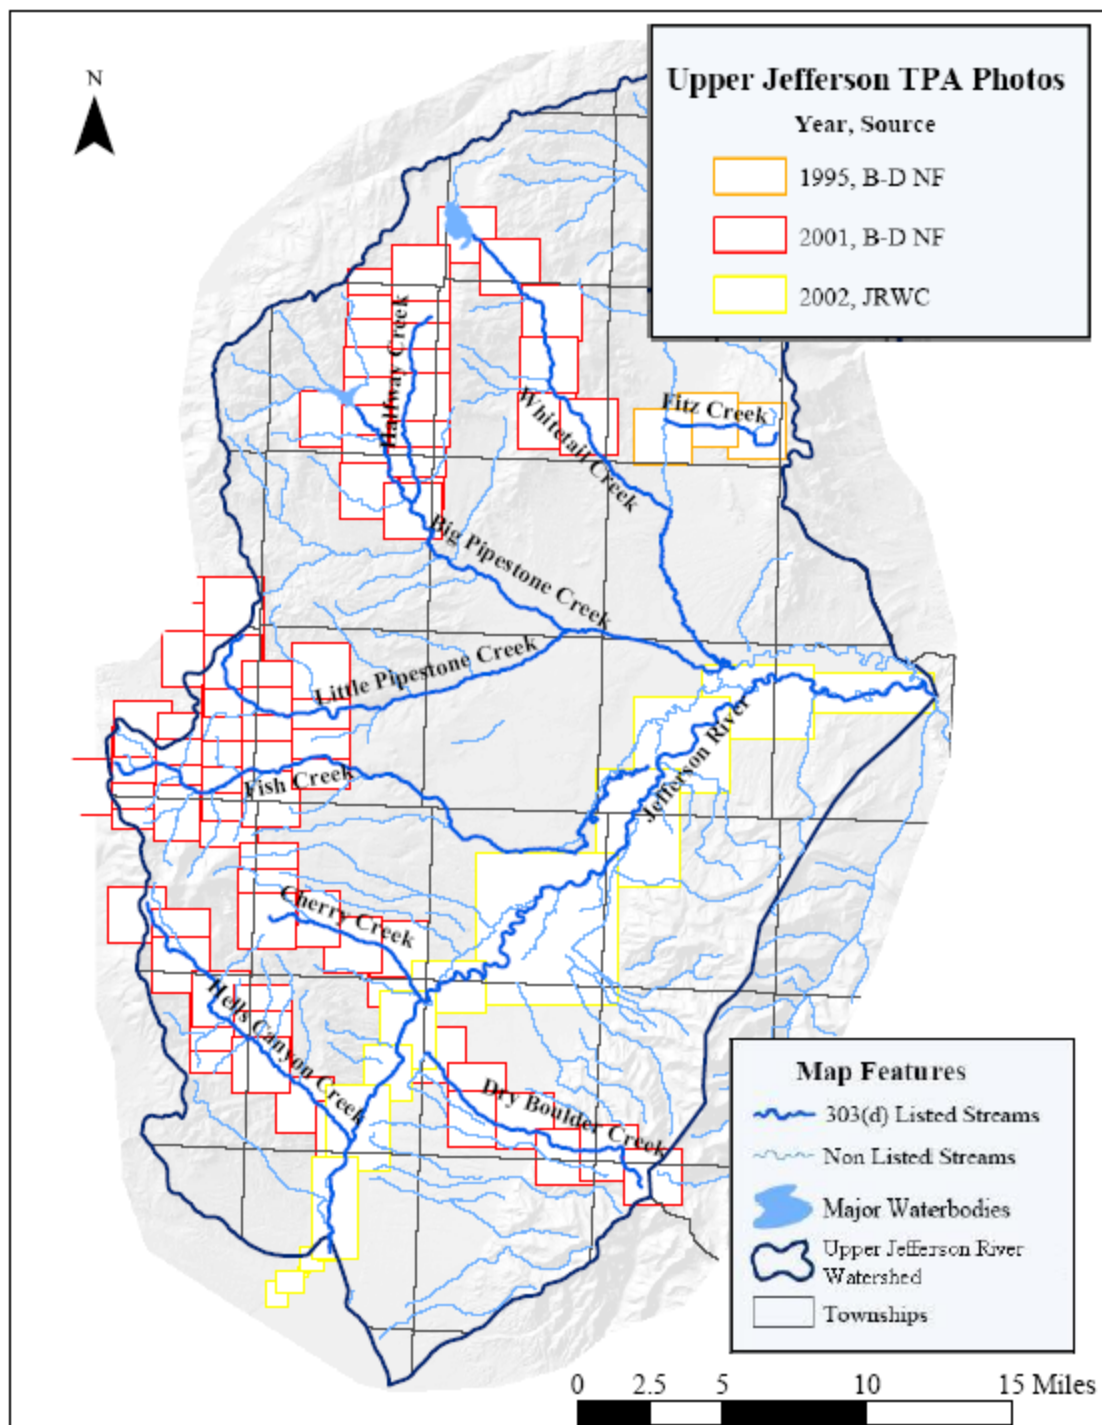 N
Upper Jefferson TPA Photos
Year, Source
1995, B-D NF
2001, B-D NF
2002, JRWC
Halfway Creek
Whitetail Creek
Fitz Creek
Big Pipestone Creek
Little Pipestone Creek
Jefferson River
Fish Creek
Cherry Creek
Hells Canyon Creek
Dry Boulder Creek
Map Features
303(d) Listed Streams
Non Listed Streams
Major Waterbodies
Upper Jefferson River
Watershed
Townships
0 2.5 5 10 15 Miles